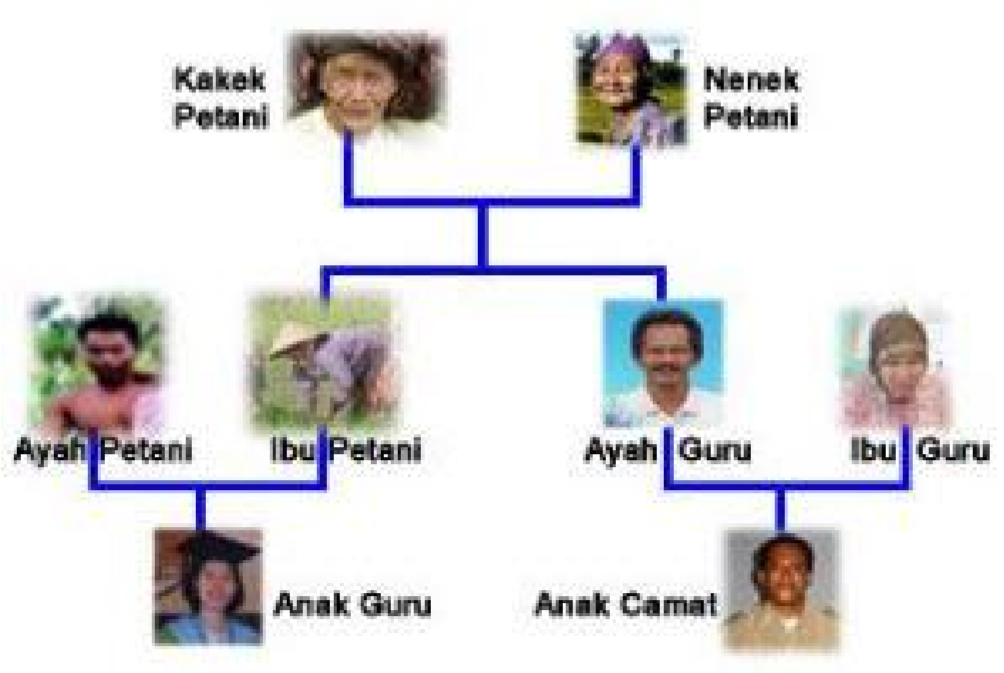 Kakek
Petani
Nenek
Petani
Ayah Petani
Ibu Petani
Ayah Guru
Ibu Guru
Anak Guru
Anak Camat